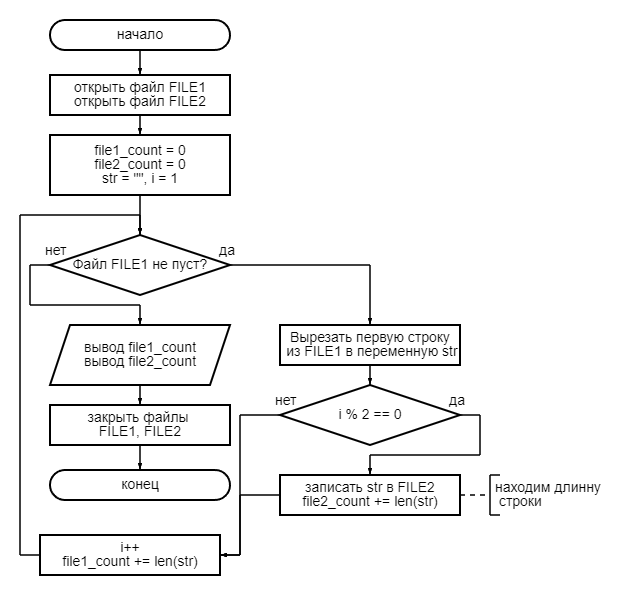 начало
открыть файл FILE1
открыть файл FILE2
file1_count = 0
file2_count = 0
str = "", i = 1
нет
да
Файл FILE1 не пуст?
вывод file1_count
вывод file2_count
Вырезать первую строку
из FILE1 в переменную str
закрыть файлы
FILE1, FILE2
нет
да
i % 2 == 0
конец
записать str в FILE2
file2_count += len(str)
находим длинну
строки
i++
file1_count += len(str)